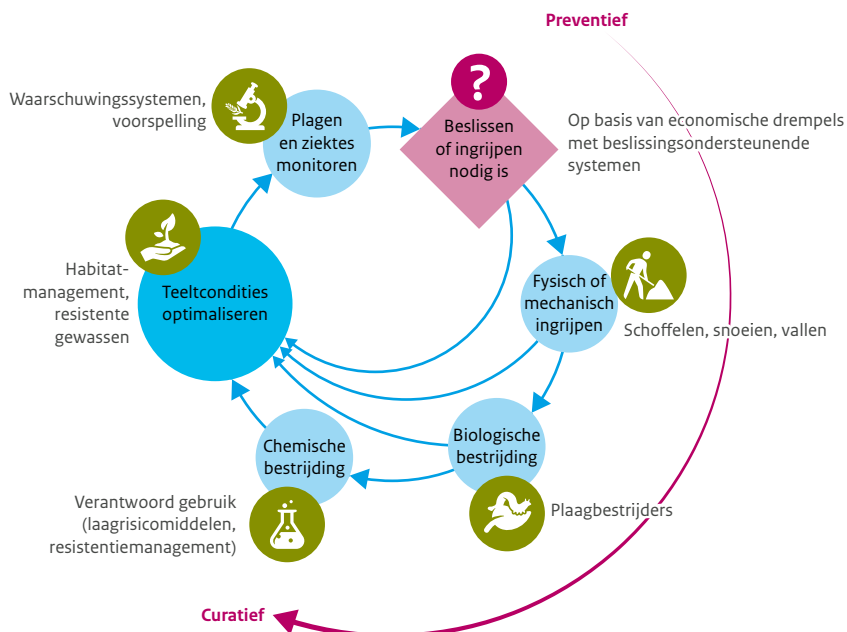 Preventief
Waarschuwingssystemen,
voorspelling
Plagen
en ziektes
monitoren
?
Beslissen
of ingrijpen
nodig is
Op basis van economische drempels
met beslissingsondersteunende
systemen
Habitat-
management,
resistente
gewassen
Teeltcondities
optimaliseren
Fysisch of
mechanisch
ingrijpen
Schoffelen, snoeien, vallen
Chemische
bestrijding
Biologische
bestrijding
Verantwoord gebruik
(laagrisicomiddelen,
resistentiemanagement)
Plaagbestrijders
Curatief